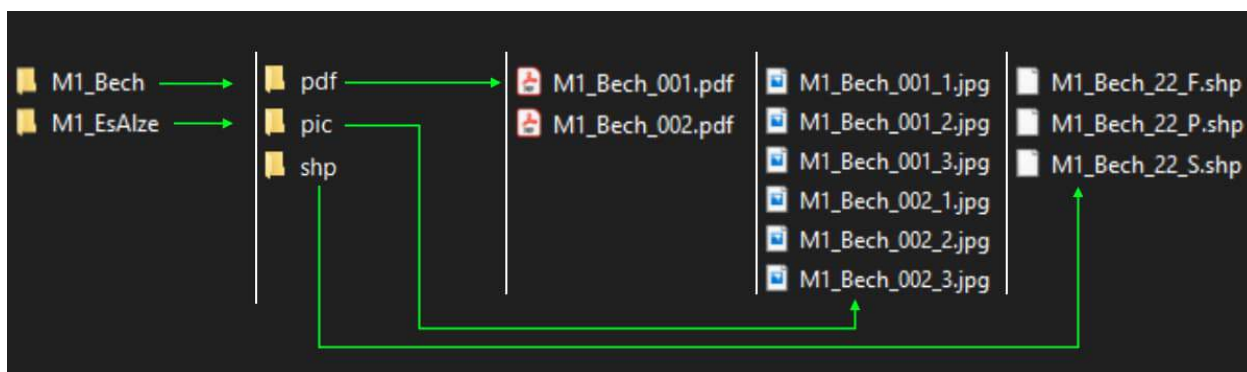 M1_Bech
M1_EsAlze
pdf
pic
shp
M1_Bech_001.pdf
M1_Bech_002.pdf
M1_Bech_001_1.jpg
M1_Bech_001_2.jpg
M1_Bech_001_3.jpg
M1_Bech_002_1.jpg
M1_Bech_002_2.jpg
M1_Bech_002_3.jpg
M1_Bech_22_F.shp
M1_Bech_22_P.shp
M1_Bech_22_S.shp